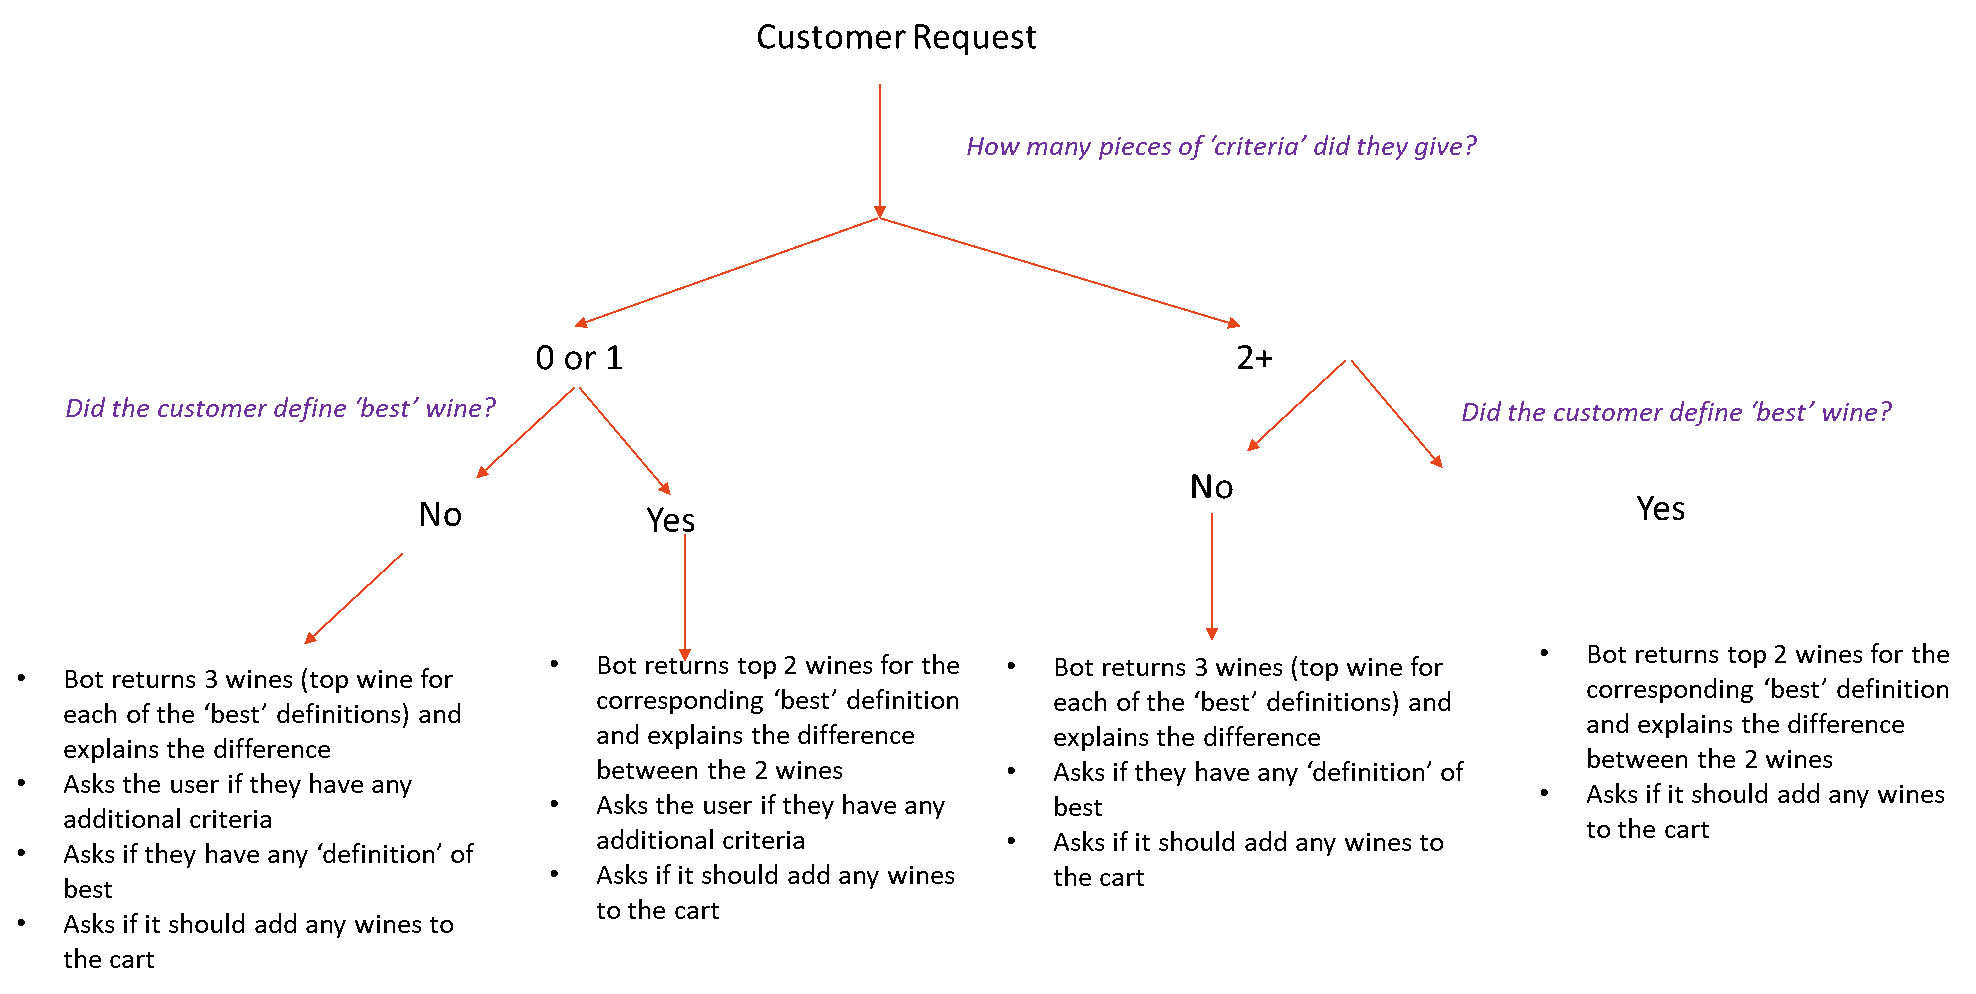 Customer Request
How many pieces of ‘criteria’ did they give?
0 or 1
2+
Did the customer define ‘best’ wine?
Did the customer define ‘best’ wine?
No
Yes
No
Yes
• Bot returns 3 wines (top wine for
each of the ‘best’ definitions) and
explains the difference
• Asks the user if they have any
additional criteria
• Asks if they have any ‘definition’ of
best
• Asks if it should add any wines to
the cart
• Bot returns top 2 wines for the
corresponding ‘best’ definition
and explains the difference
between the 2 wines
• Asks the user if they have any
additional criteria
• Asks if it should add any wines
to the cart
• Bot returns 3 wines (top wine for
each of the ‘best’ definitions) and
explains the difference
• Asks if they have any ‘definition’ of
best
• Asks if it should add any wines to
the cart
• Bot returns top 2 wines for the
corresponding ‘best’ definition
and explains the difference
between the 2 wines
• Asks if it should add any wines
to the cart